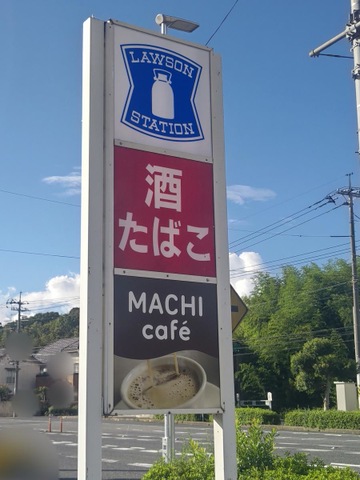 LAWSON
STATION
酒
たばこ
MACHI
café